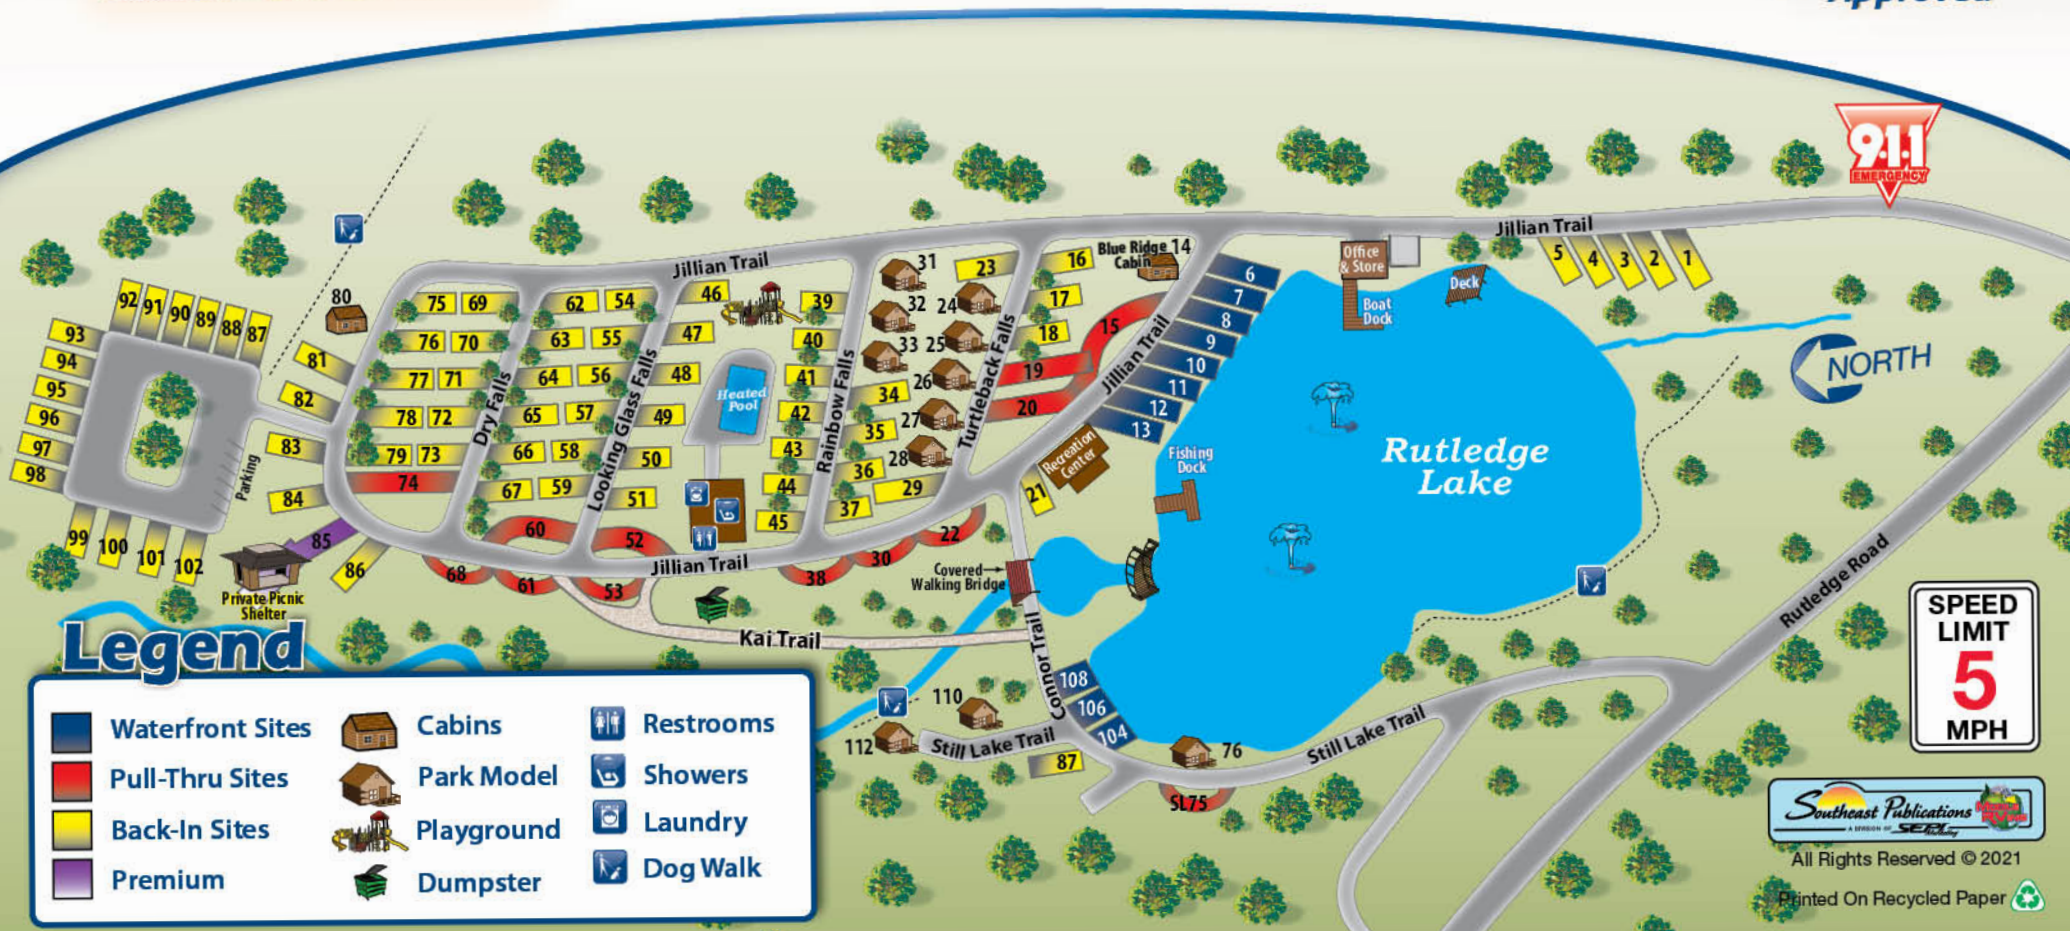 Approved
9-1-1
EMERGENCY
Jillian Trail
5
4
3
2
1
Office
& Store
Boat
Dock
Deck
Blue Ridge
Cabin
14
16
17
18
15
19
20
6
7
8
9
10
11
12
13
Jillian Trail
Recreation
Center
21
Fishing
Dock
Rutledge
Lake
NORTH
Rutledge Road
Jillian Trail
23
24
25
26
27
28
29
31
32
33
34
35
36
37
Turtleback Falls
Rainbow Falls
39
40
41
42
43
44
45
46
47
48
49
50
51
Heated
Pool
Looking Glass Falls
54
55
56
57
58
59
62
63
64
65
66
67
Dry Falls
69
70
71
72
73
75
76
77
78
79
74
60
52
68
61
53
38
30
22
Jillian Trail
80
81
82
83
84
85
86
92
91
90
89
88
87
93
94
95
96
97
98
99
100
101
102
Parking
Private Picnic
Shelter
Covered
Walking Bridge
Kai Trail
Connor Trail
108
106
104
110
112
Still Lake Trail
87
76
SL75
Still Lake Trail
SPEED
LIMIT
5
MPH
Legend
Waterfront Sites
Pull-Thru Sites
Back-In Sites
Premium
Cabins
Park Model
Playground
Dumpster
Restrooms
Showers
Laundry
Dog Walk
Southeast Publications
A DIVISION OF SEPI Marketing
All Rights Reserved © 2021
Printed On Recycled Paper